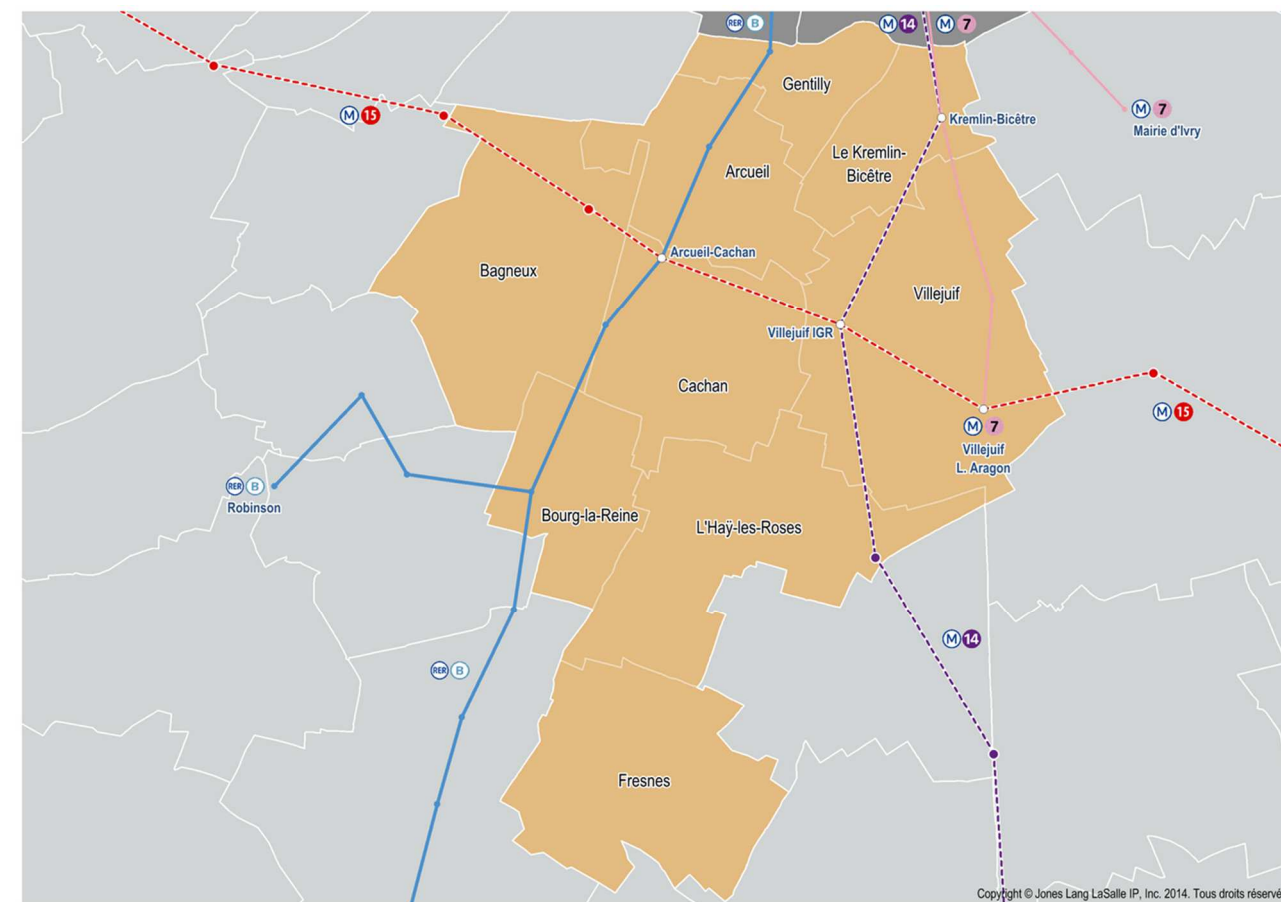 RER B
M 14
M 7
Gentilly
M 7
Mairie d'Ivry
M 15
Kremlin-Bicêtre
Le Kremlin-
Bicêtre
Arcueil
Arcueil-Cachan
Bagneux
Villejuif
Villejuif IGR
Cachan
M 15
M 7
Villejuif
L. Aragon
RER B
Robinson
Bourg-la-Reine
L'Haÿ-les-Roses
M 14
RER B
Fresnes
Copyright © Jones Lang LaSalle IP, Inc. 2014. Tous droits réservé